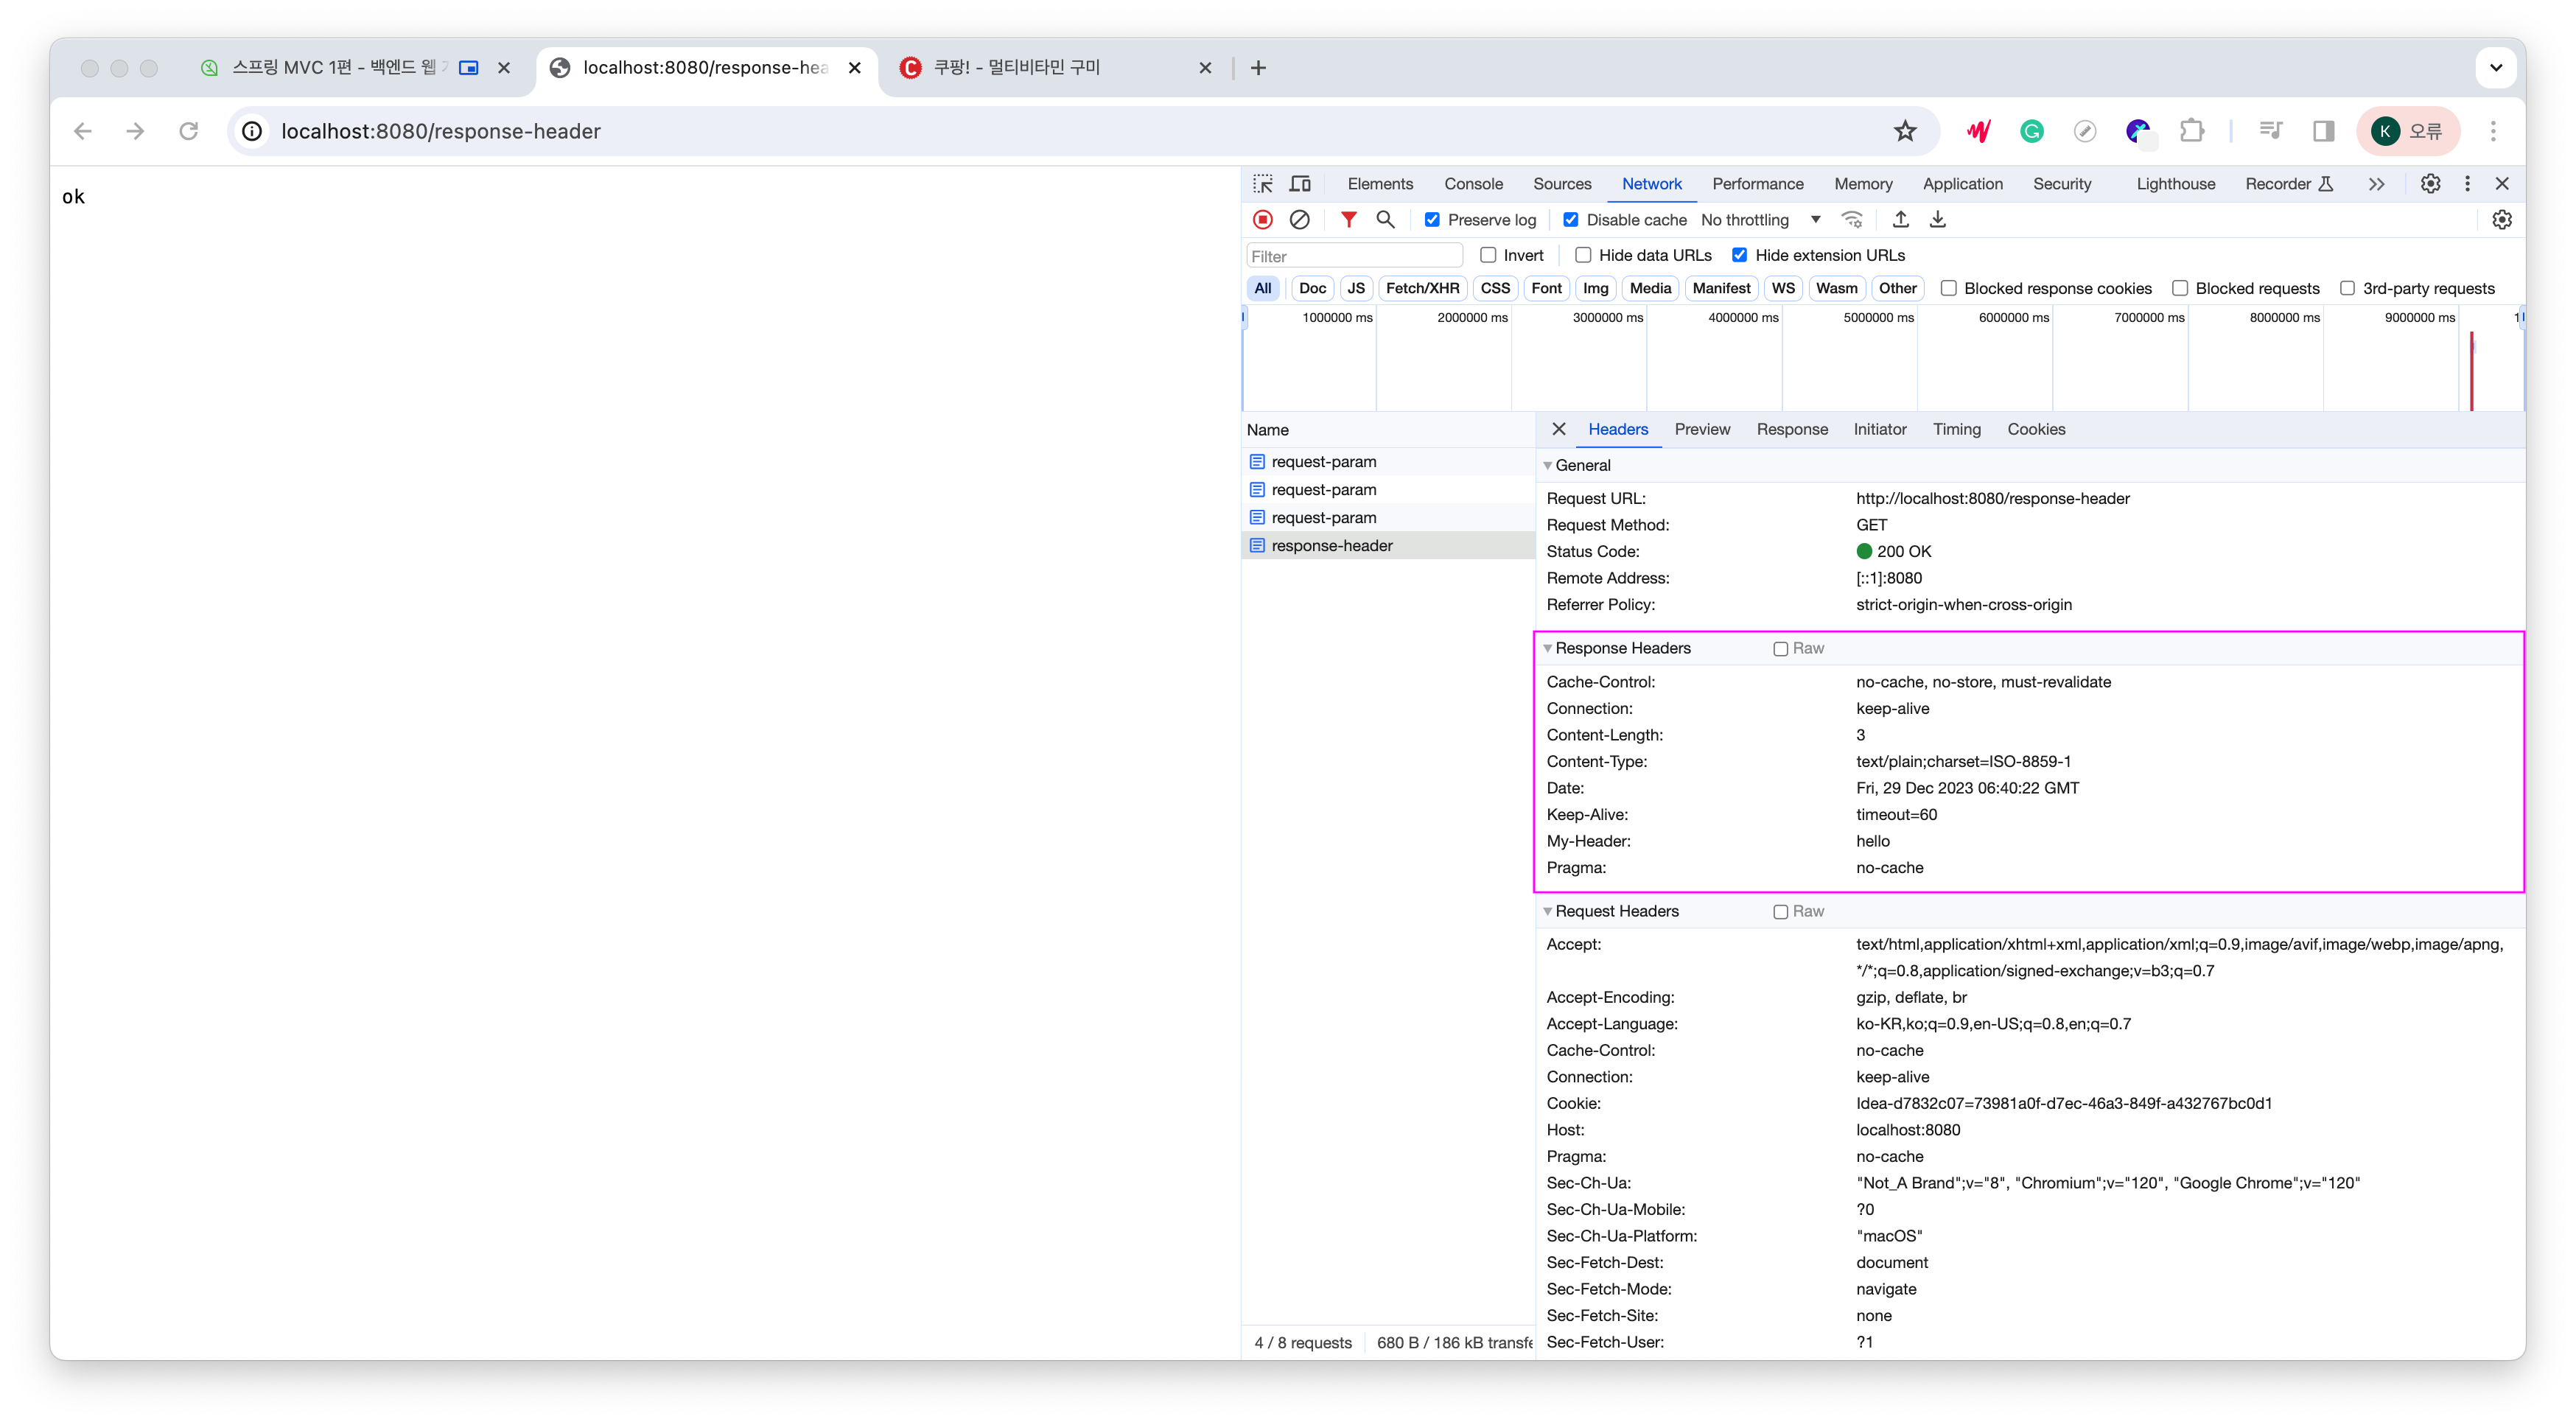 스프링 MVC 1편 - 백엔드 웹
localhost:8080/response-hea
쿠팡! - 멀티비타민 구미
localhost:8080/response-header
K 오류
ok
Elements Console Sources Network Performance Memory Application Security Lighthouse Recorder
Preserve log Disable cache No throttling
Filter Invert Hide data URLs Hide extension URLs
All Doc JS Fetch/XHR CSS Font Img Media Manifest WS Wasm Other Blocked response cookies Blocked requests 3rd-party requests
1000000 ms 2000000 ms 3000000 ms 4000000 ms 5000000 ms 6000000 ms 7000000 ms 8000000 ms 9000000 ms 1
Name
request-param
request-param
request-param
response-header
4 / 8 requests 680 B / 186 kB transfe
Headers Preview Response Initiator Timing Cookies
General
Request URL: http://localhost:8080/response-header
Request Method: GET
Status Code: 200 OK
Remote Address: [::1]:8080
Referrer Policy: strict-origin-when-cross-origin
Response Headers Raw
Cache-Control: no-cache, no-store, must-revalidate
Connection: keep-alive
Content-Length: 3
Content-Type: text/plain;charset=ISO-8859-1
Date: Fri, 29 Dec 2023 06:40:22 GMT
Keep-Alive: timeout=60
My-Header: hello
Pragma: no-cache
Request Headers Raw
Accept: text/html,application/xhtml+xml,application/xml;q=0.9,image/avif,image/webp,image/apng,
*/*;q=0.8,application/signed-exchange;v=b3;q=0.7
Accept-Encoding: gzip, deflate, br
Accept-Language: ko-KR,ko;q=0.9,en-US;q=0.8,en;q=0.7
Cache-Control: no-cache
Connection: keep-alive
Cookie: Idea-d7832c07=73981a0f-d7ec-46a3-849f-a432767bc0d1
Host: localhost:8080
Pragma: no-cache
Sec-Ch-Ua: "Not_A Brand";v="8", "Chromium";v="120", "Google Chrome";v="120"
Sec-Ch-Ua-Mobile: ?0
Sec-Ch-Ua-Platform: "macOS"
Sec-Fetch-Dest: document
Sec-Fetch-Mode: navigate
Sec-Fetch-Site: none
Sec-Fetch-User: ?1